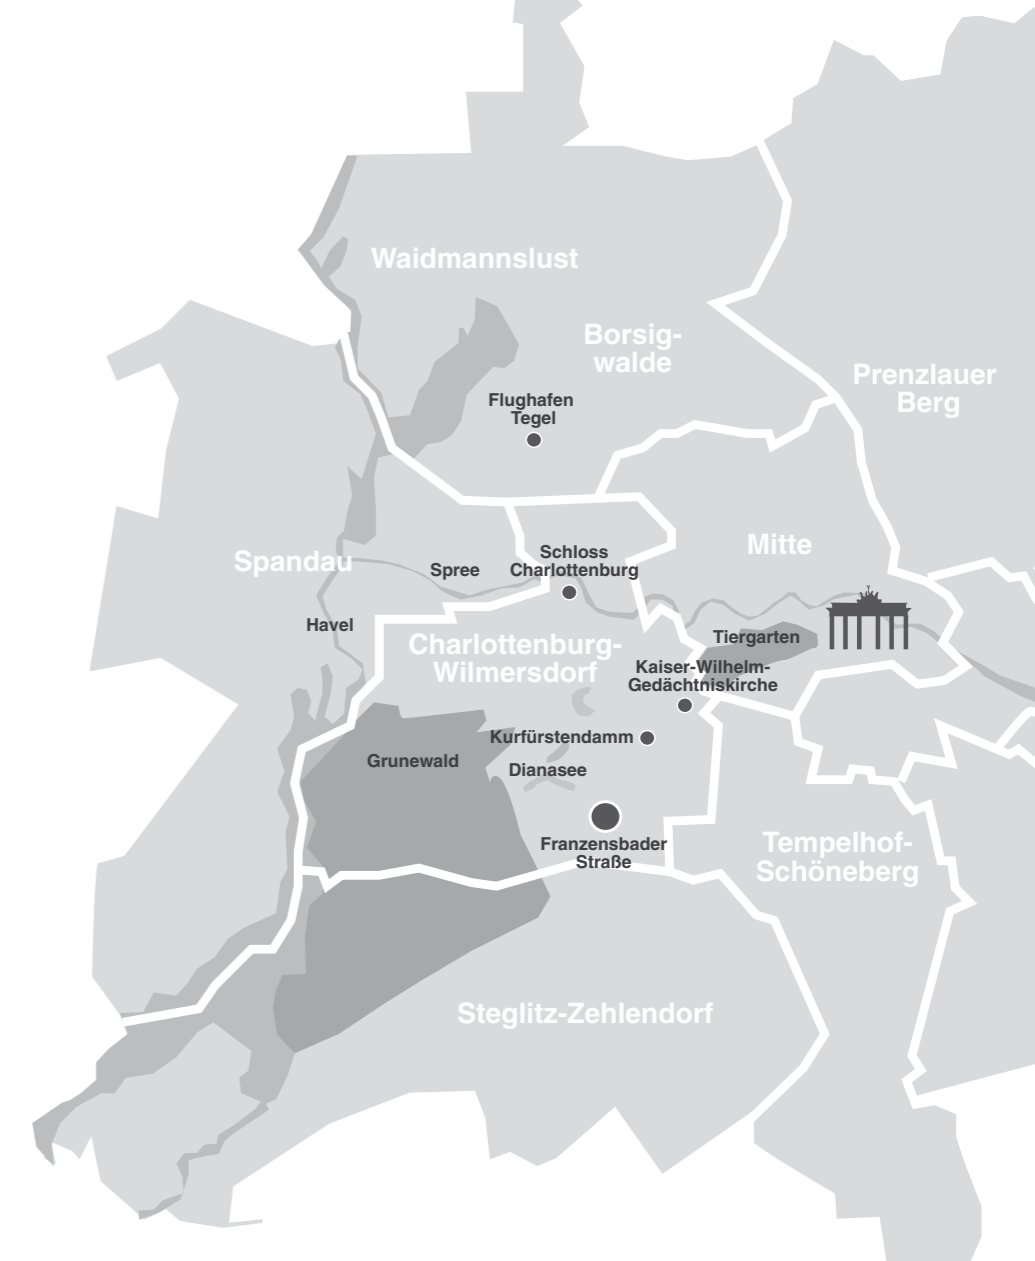 Waidmannslust
Borsig-
walde
Prenzlauer
Berg
Flughafen
Tegel
Mitte
Spandau
Schloss
Charlottenburg
Spree
Havel
Charlottenburg-
Wilmersdorf
Tiergarten
Kaiser-Wilhelm-
Gedächtniskirche
Kurfürstendamm
Grunewald
Dianasee
Franzensbader
Straße
Tempelhof-
Schöneberg
Steglitz-Zehlendorf